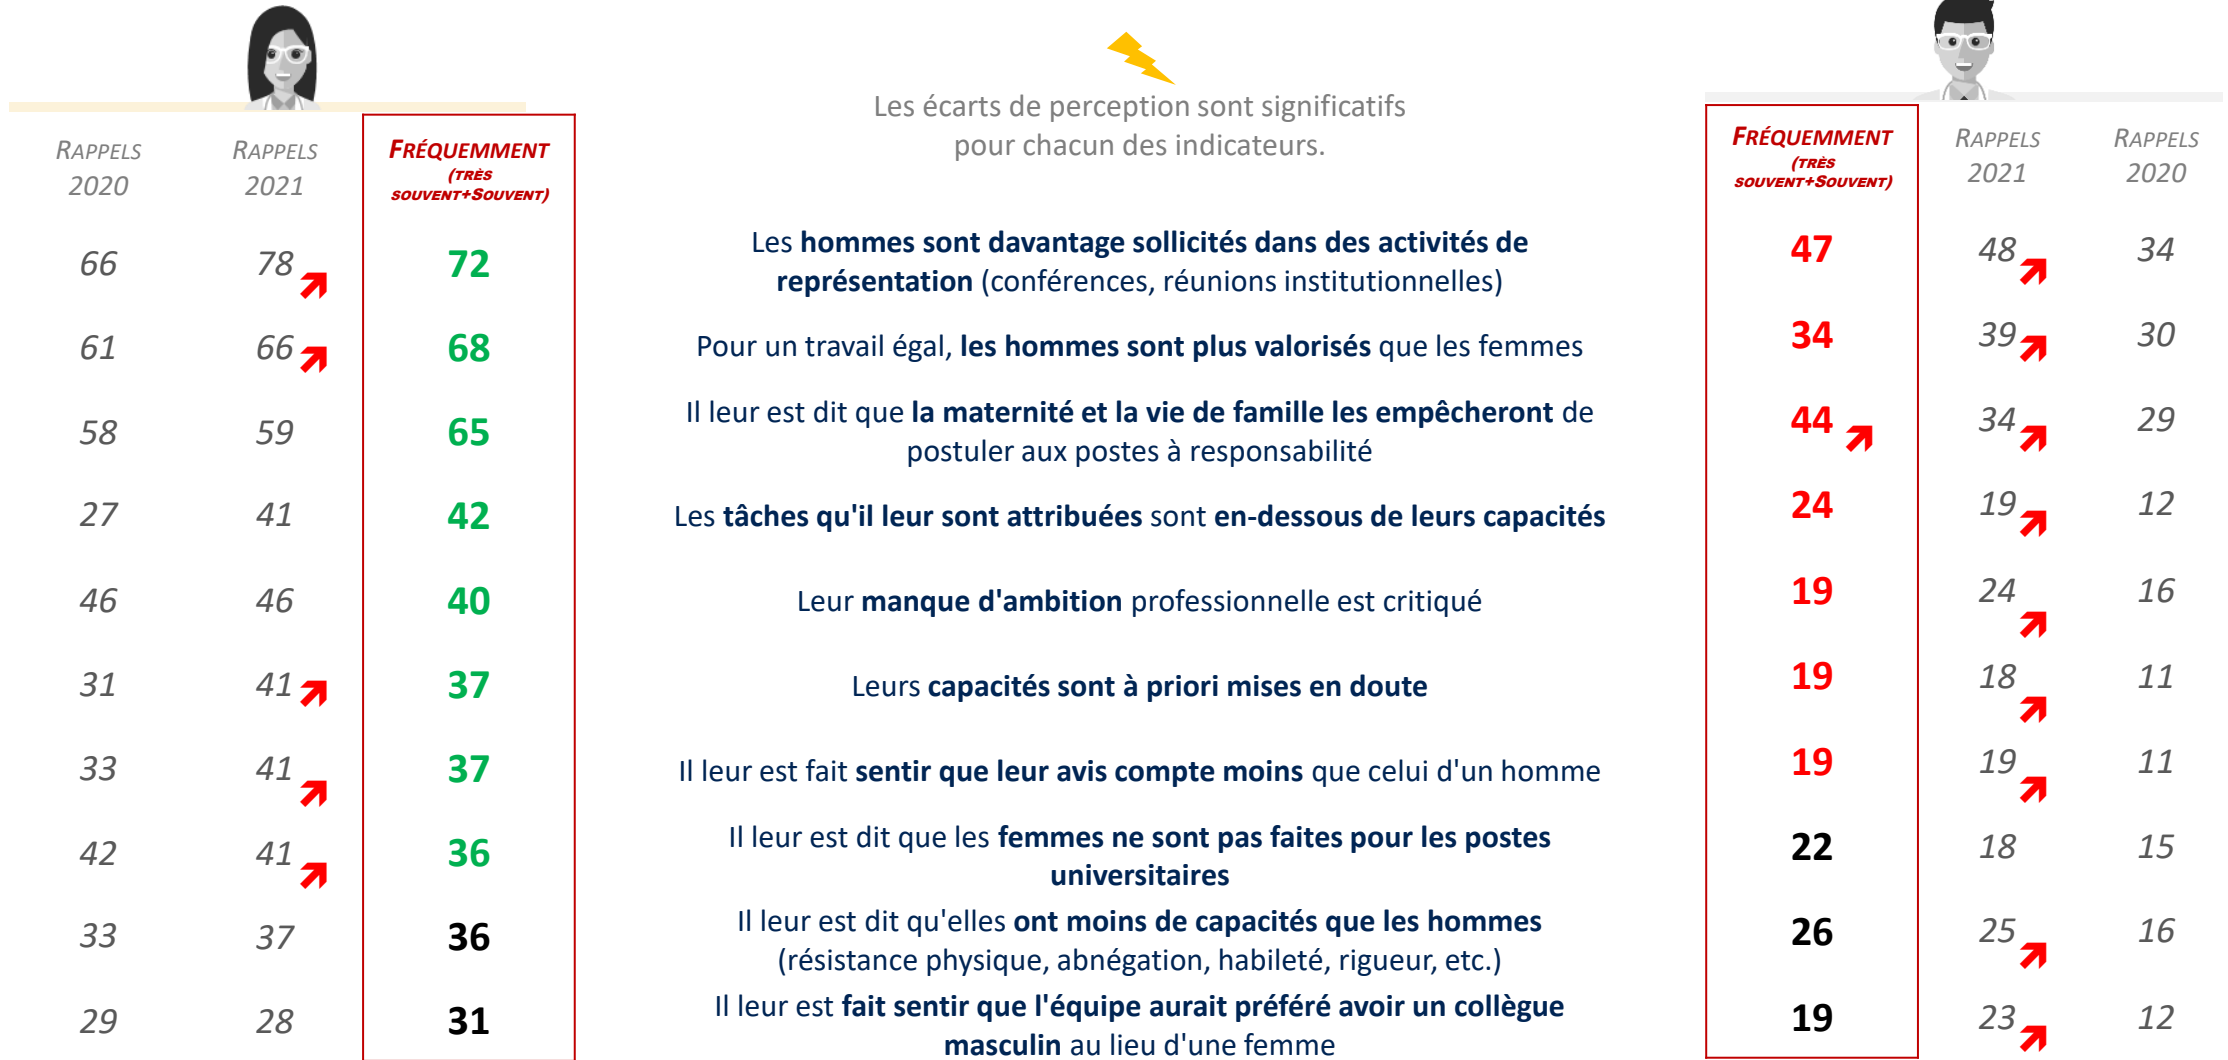 Les écarts de perception sont significatifs
pour chacun des indicateurs.
RAPPELS 2020
RAPPELS 2021
FRÉQUEMMENT
(TRÈS
SOUVENT+SOUVENT)
FRÉQUEMMENT
(TRÈS
SOUVENT+SOUVENT)
RAPPELS 2021
RAPPELS 2020
66 78 72
Les hommes sont davantage sollicités dans des activités de
représentation (conférences, réunions institutionnelles)
47 48 34
61 66 68
Pour un travail égal, les hommes sont plus valorisés que les femmes
34 39 30
58 59 65
Il leur est dit que la maternité et la vie de famille les empêcheront de
postuler aux postes à responsabilité
44 34 29
27 41 42
Les tâches qu'il leur sont attribuées sont en-dessous de leurs capacités
24 19 12
46 46 40
Leur manque d'ambition professionnelle est critiqué
19 24 16
31 41 37
Leurs capacités sont à priori mises en doute
19 18 11
33 41 37
Il leur est fait sentir que leur avis compte moins que celui d'un homme
19 19 11
42 41 36
Il leur est dit que les femmes ne sont pas faites pour les postes
universitaires
22 18 15
33 37 36
Il leur est dit qu'elles ont moins de capacités que les hommes
(résistance physique, abnégation, habileté, rigueur, etc.)
26 25 16
29 28 31
Il leur est fait sentir que l'équipe aurait préféré avoir un collègue
masculin au lieu d'une femme
19 23 12